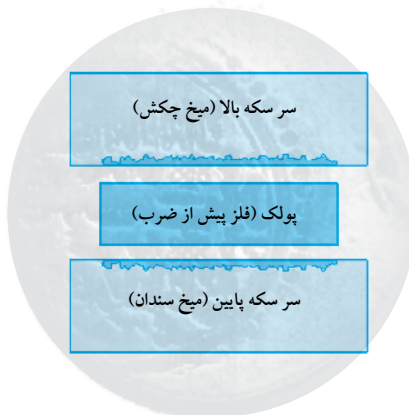 سر سکه بالا (میخ چکش)
پولک (فلز پیش از ضرب)
سر سکه پایین (میخ سندان)